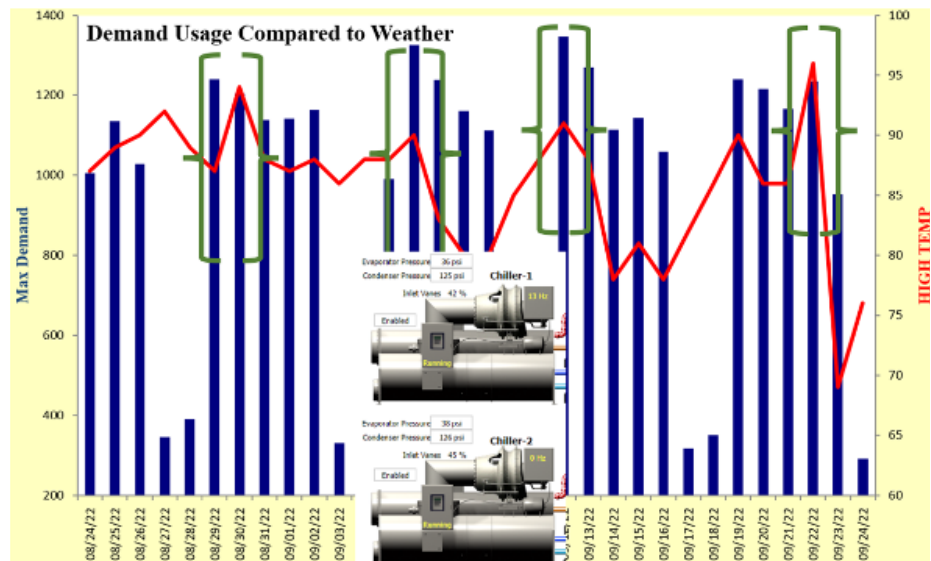 Demand Usage Compared to Weather
1400
1200
1000
800
600
400
200
Max Demand
100
95
90
85
80
75
70
65
60
HIGH TEMP
Evaporator Pressure 36 psi
Condenser Pressure 125 psi
Chiller-1
Inlet Vanes 42 %
13 Hz
Enabled
Running
Evaporator Pressure 38 psi
Condenser Pressure 126 psi
Chiller-2
Inlet Vanes 45 %
0 Hz
Enabled
Running
08/24/22
08/25/22
08/26/22
08/27/22
08/28/22
08/29/22
08/30/22
08/31/22
09/01/22
09/02/22
09/03/22
09/13/22
09/14/22
09/15/22
09/16/22
09/17/22
09/18/22
09/19/22
09/20/22
09/21/22
09/22/22
09/23/22
09/24/22